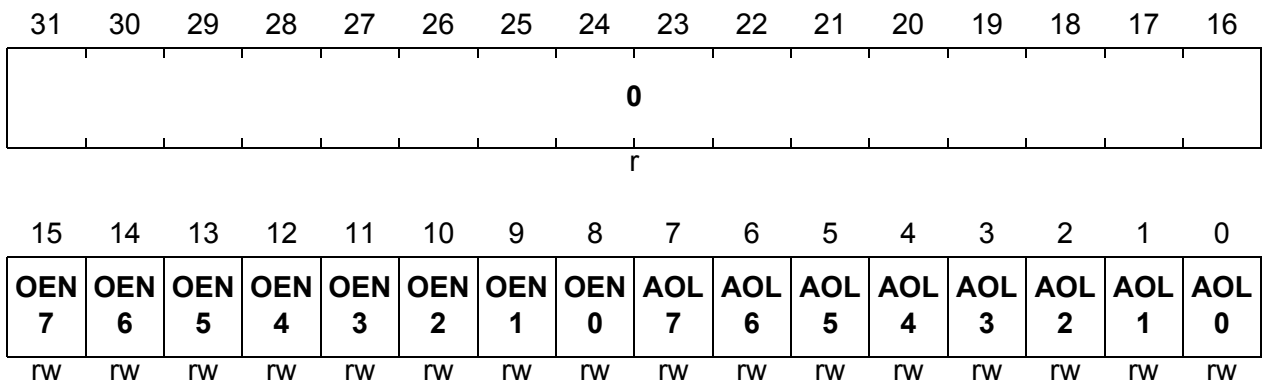 31 30 29 28 27 26 25 24 23 22 21 20 19 18 17 16
0
r
15 14 13 12 11 10 9 8 7 6 5 4 3 2 1 0
OEN OEN OEN OEN OEN OEN OEN OEN AOL AOL AOL AOL AOL AOL AOL AOL
7 6 5 4 3 2 1 0 7 6 5 4 3 2 1 0
rw rw rw rw rw rw rw rw rw rw rw rw rw rw rw rw